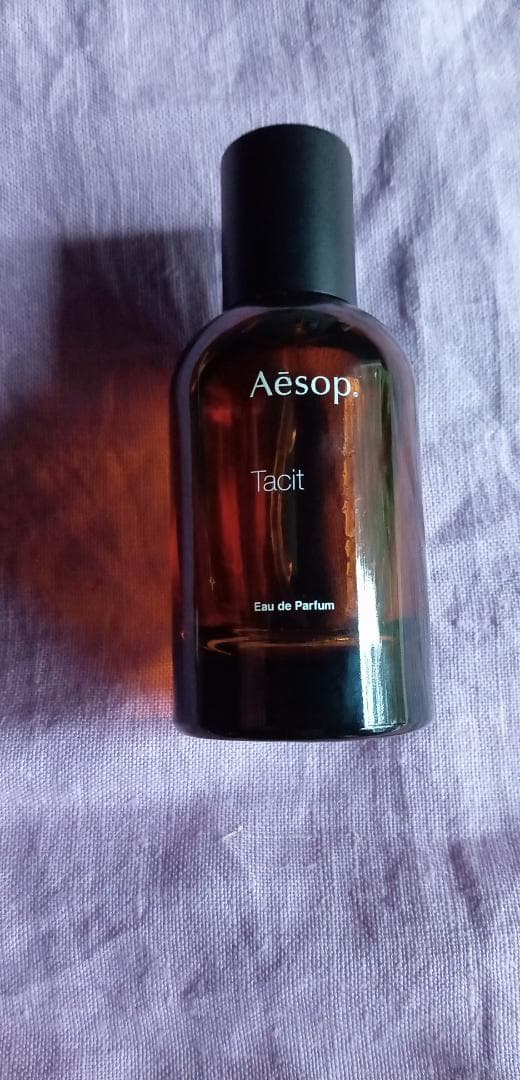 Aēsop.
Tacit
Eau de Parfum